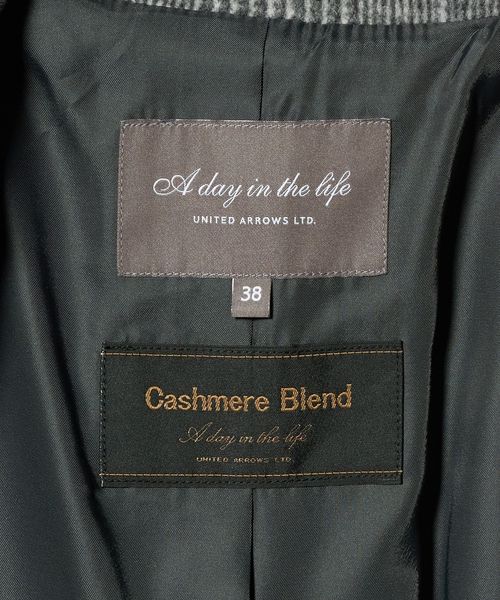 A day in the life
UNITED ARROWS LTD.
38
Cashmere Blend
A day in the life
UNITED ARROWS LTD.